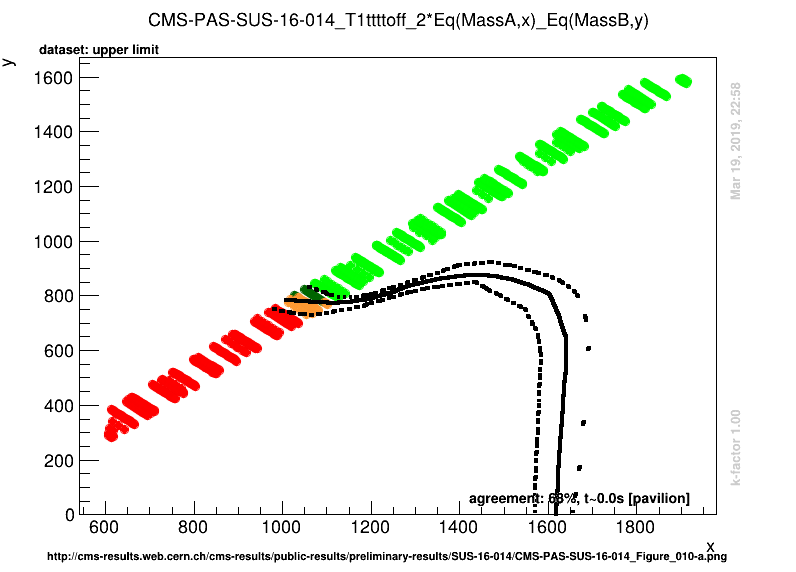 CMS-PAS-SUS-16-014_T1ttttoff_2*Eq(MassA,x)_Eq(MassB,y)
dataset: upper limit
y
1600
1400
1200
1000
800
600
400
200
0
600
800
1000
1200
1400
1600
1800
x
agreement: 68%, t~0.0s [pavilion]
Mar 19, 2019, 22:58
k-factor 1.00
http://cms-results.web.cern.ch/cms-results/public-results/preliminary-results/SUS-16-014/CMS-PAS-SUS-16-014_Figure_010-a.png